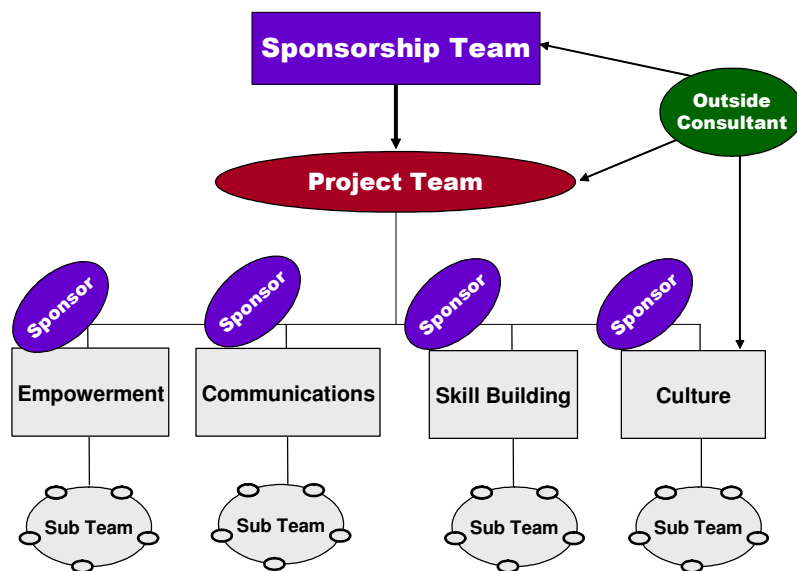 Sponsorship Team
Outside
Consultant
Project Team
Sponsor
Sponsor
Sponsor
Sponsor
Empowerment
Communications
Skill Building
Culture
Sub Team
Sub Team
Sub Team
Sub Team